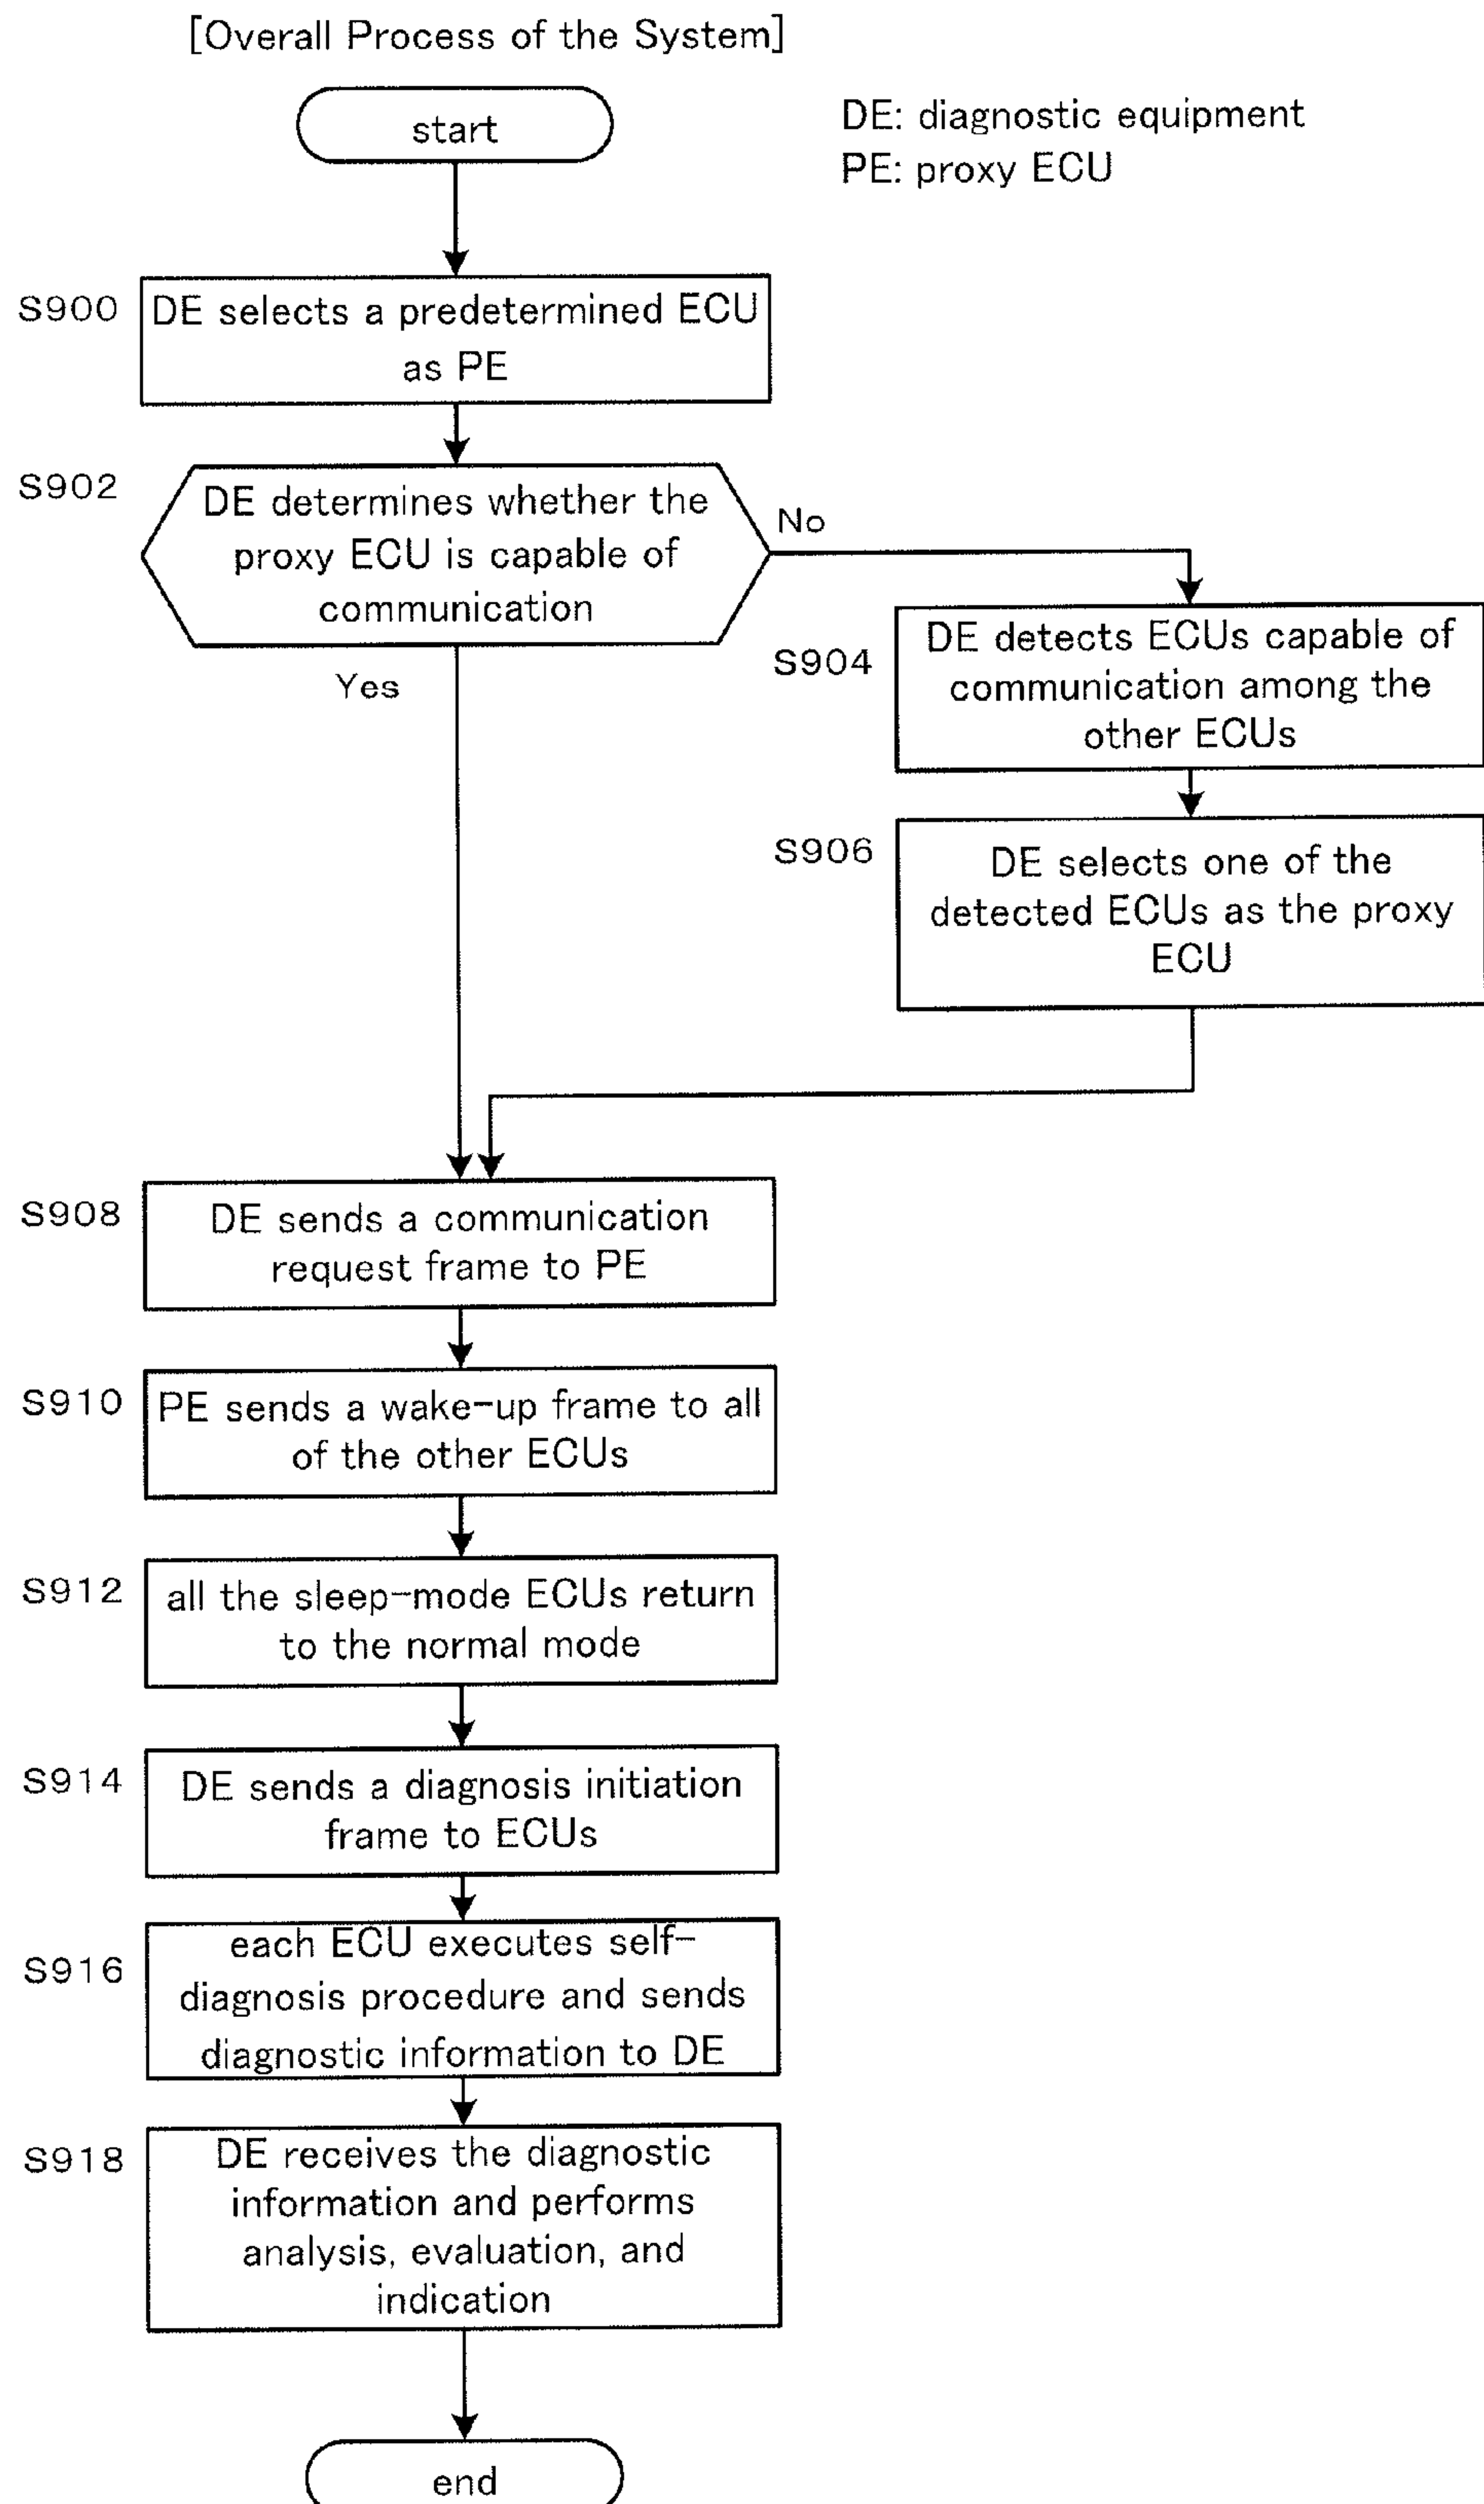 [Overall Process of the System]
start
DE: diagnostic equipment
PE: proxy ECU
S900
DE selects a predetermined ECU
as PE
S902
DE determines whether the
proxy ECU is capable of
communication
No
Yes
S904
DE detects ECUs capable of
communication among the
other ECUs
S906
DE selects one of the
detected ECUs as the proxy
ECU
S908
DE sends a communication
request frame to PE
S910
PE sends a wake-up frame to all
of the other ECUs
S912
all the sleep-mode ECUs return
to the normal mode
S914
DE sends a diagnosis initiation
frame to ECUs
S916
each ECU executes self-
diagnosis procedure and sends
diagnostic information to DE
S918
DE receives the diagnostic
information and performs
analysis, evaluation, and
indication
end